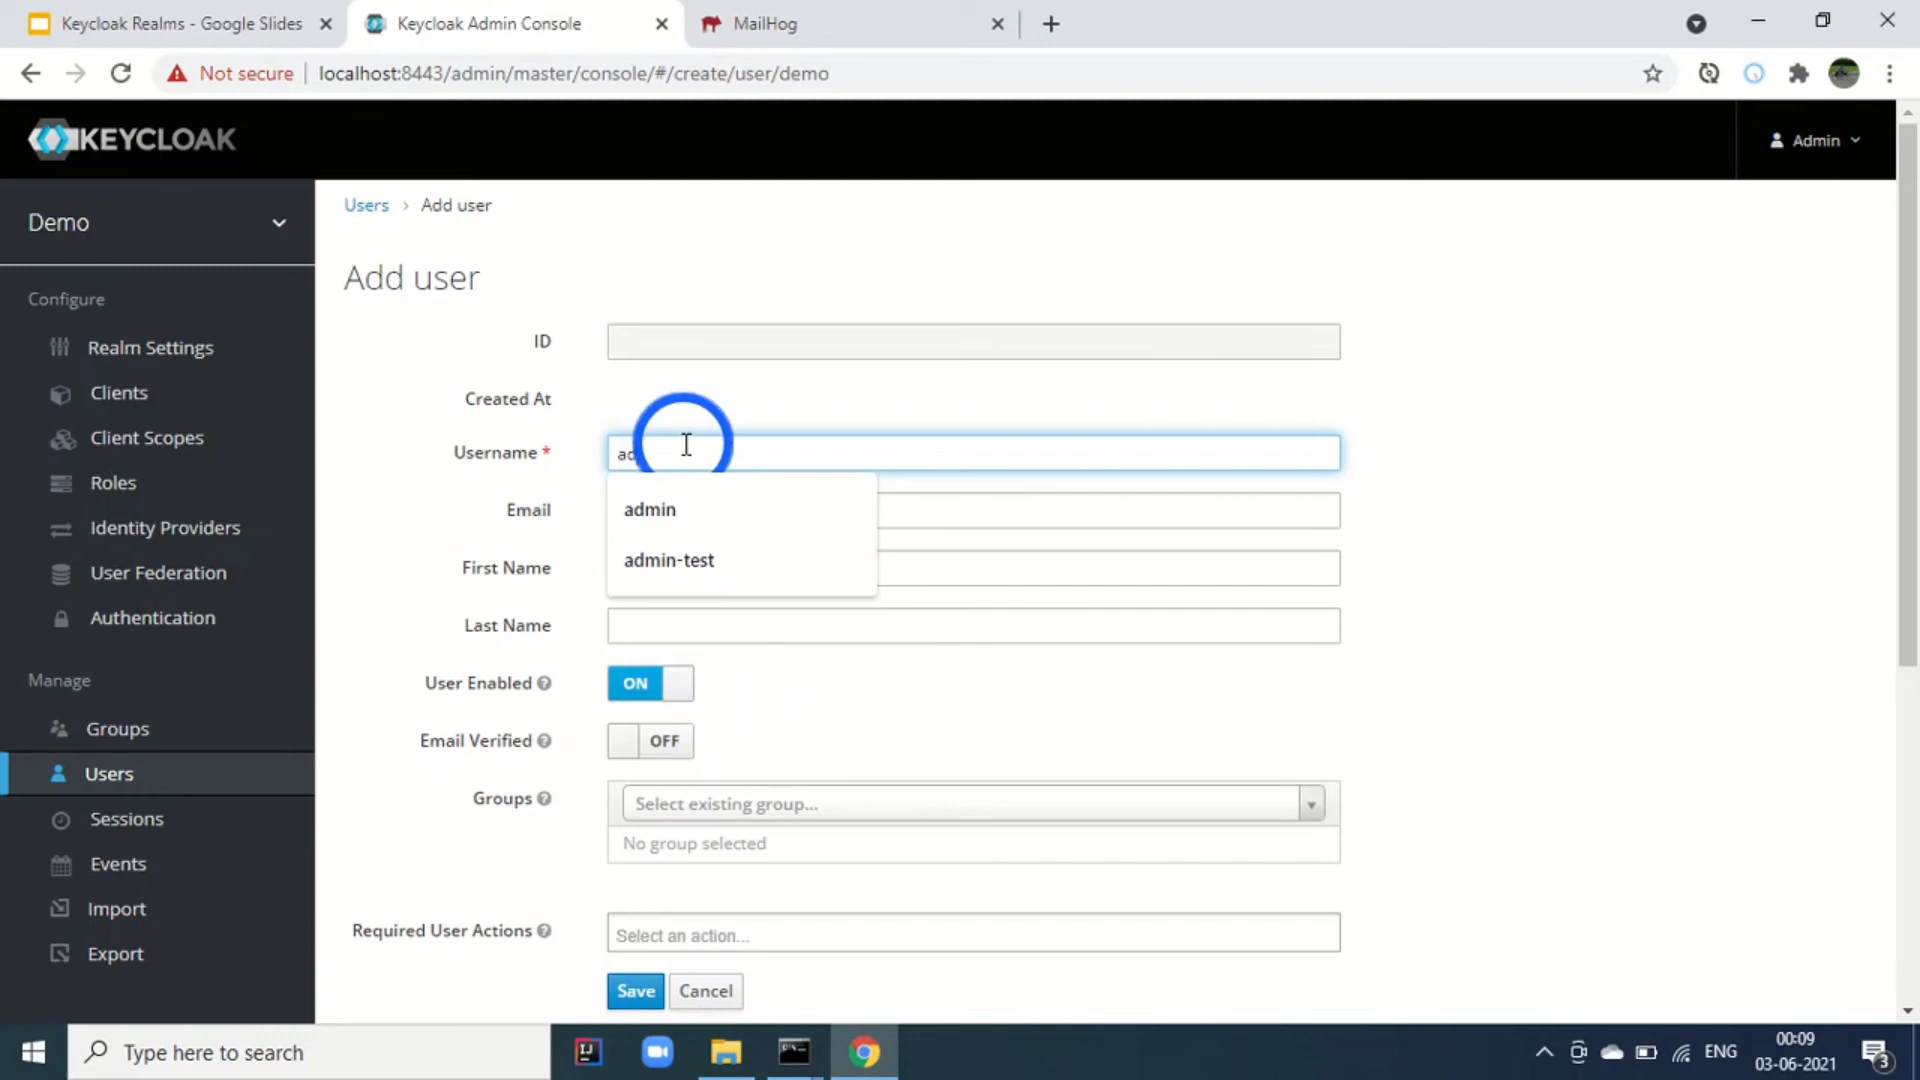 Keycloak Realms - Google Slides
Keycloak Admin Console
MailHog
Not secure
localhost:8443/admin/master/console/#/create/user/demo
KEYCLOAK
Admin
Demo
Users > Add user
Add user
Configure
Realm Settings
Clients
Client Scopes
Roles
Identity Providers
User Federation
Authentication
Manage
Groups
Users
Sessions
Events
Import
Export
ID
Created At
Username *
ad
admin
admin-test
Email
First Name
Last Name
User Enabled
ON
Email Verified
OFF
Groups
Select existing group...
No group selected
Required User Actions
Select an action...
Save
Cancel
Type here to search
ENG
00:09
03-06-2021
3